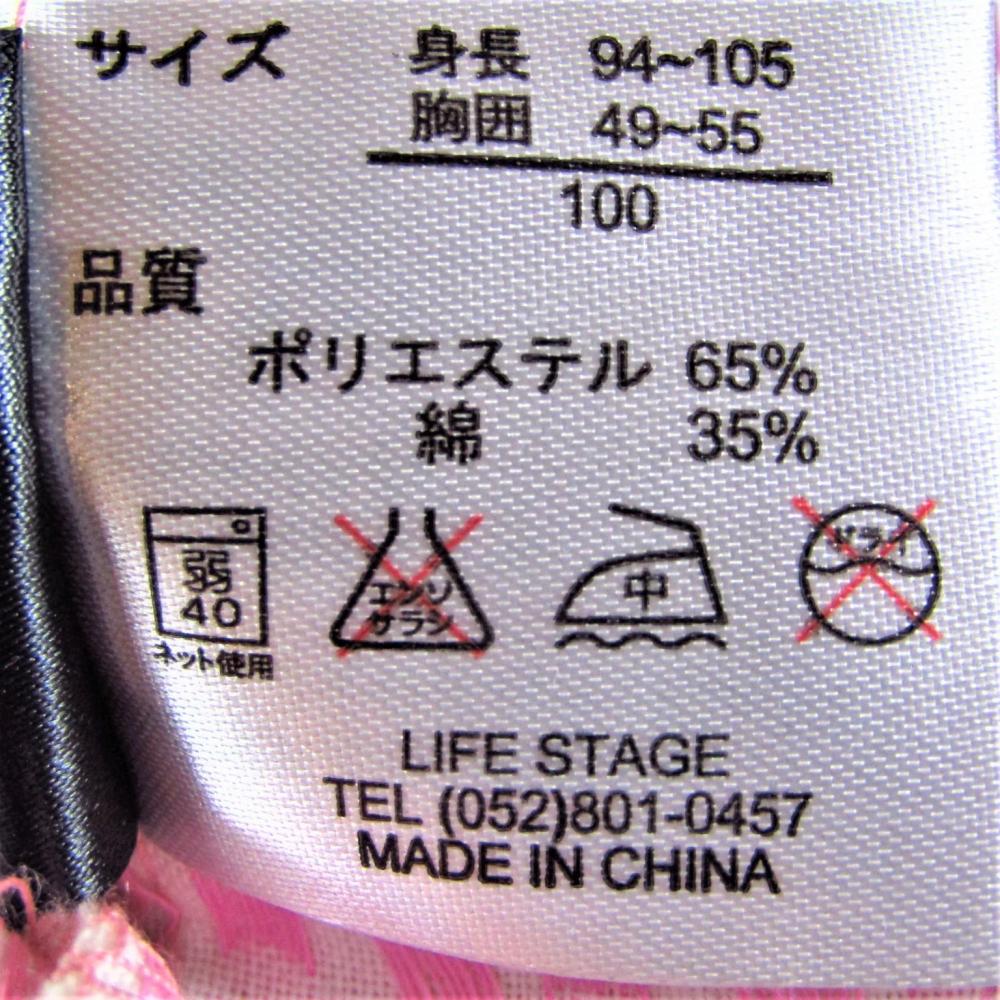 サイズ 身長 94~105
胸囲 49~55
100
品質
ポリエステル 65%
綿 35%
弱
40
ネット使用
エンソ
サラシ
中
ドライ
LIFE STAGE
TEL (052)801-0457
MADE IN CHINA